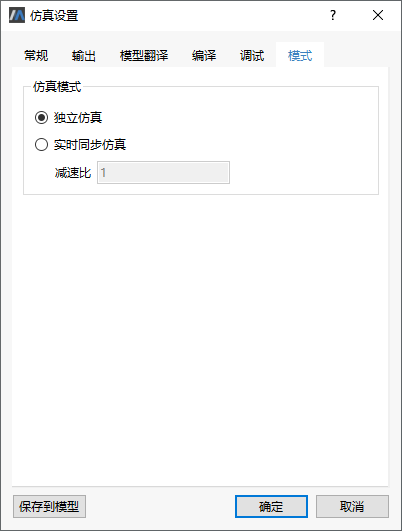 仿真设置
常规 输出 模型翻译 编译 调试 模式
仿真模式
独立仿真
实时同步仿真
减速比 1
保存到模型 确定 取消